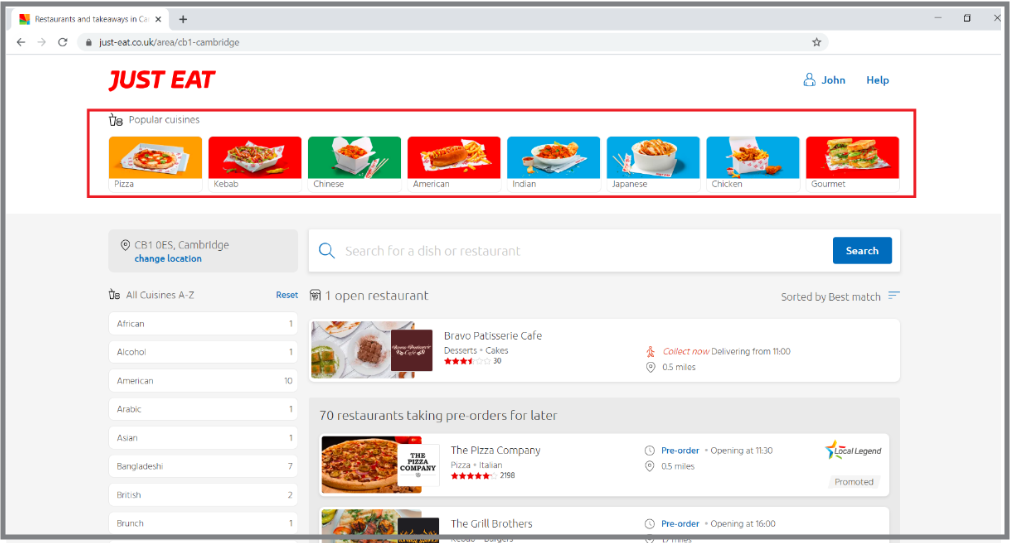 Restaurants and takeaways in Ca
just-eat.co.uk/area/cb1-cambridge
JUST EAT
John Help
Popular cuisines
Pizza Kebab Chinese American Indian Japanese Chicken Gourmet
CB1 0ES, Cambridge
change location
Search for a dish or restaurant
Search
All Cuisines A-Z Reset
1 open restaurant
Sorted by Best match
African 1
Alcohol 1
American 10
Arabic 1
Asian 1
Bangladeshi 7
British 2
Brunch 1
Bravo Patisserie Cafe
Desserts • Cakes
30
Collect now Delivering from 11:00
0.5 miles
70 restaurants taking pre-orders for later
THE
PIZZA
COMPANY
The Pizza Company
Pizza • Italian
2198
Pre-order • Opening at 11:30
0.5 miles
Local Legend
Promoted
The Grill Brothers
Kebab • Burgers
Pre-order • Opening at 16:00
1.7 miles